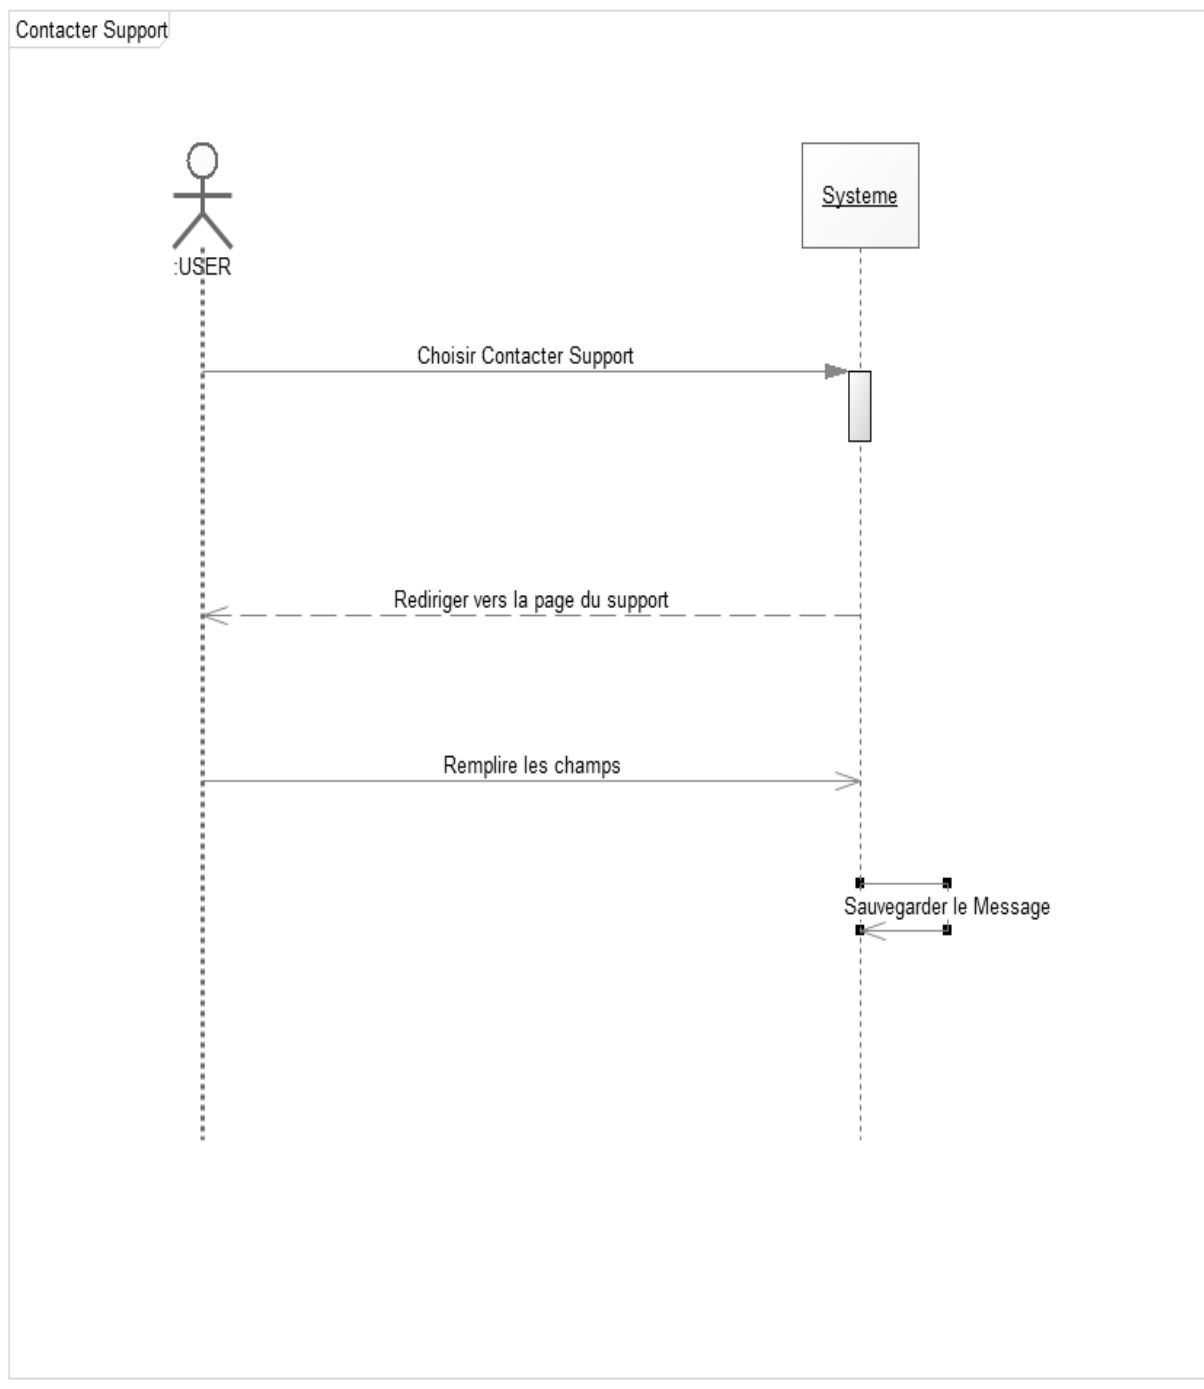 Contacter Support
Systeme
:USER
Choisir Contacter Support
Rediriger vers la page du support
Remplire les champs
Sauvegarder le Message